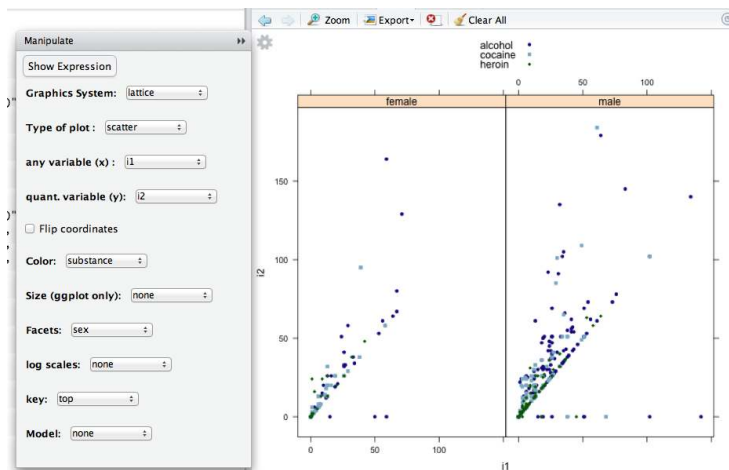 Zoom Export Clear All
Manipulate
Show Expression
Graphics System: lattice
Type of plot : scatter
any variable (x) : i1
quant. variable (y): i2
Flip coordinates
Color: substance
Size (ggplot only): none
Facets: sex
log scales: none
key: top
Model: none
alcohol
cocaine
heroin
0 50 100
female male
150
100
50
0
i2
0 50 100
i1